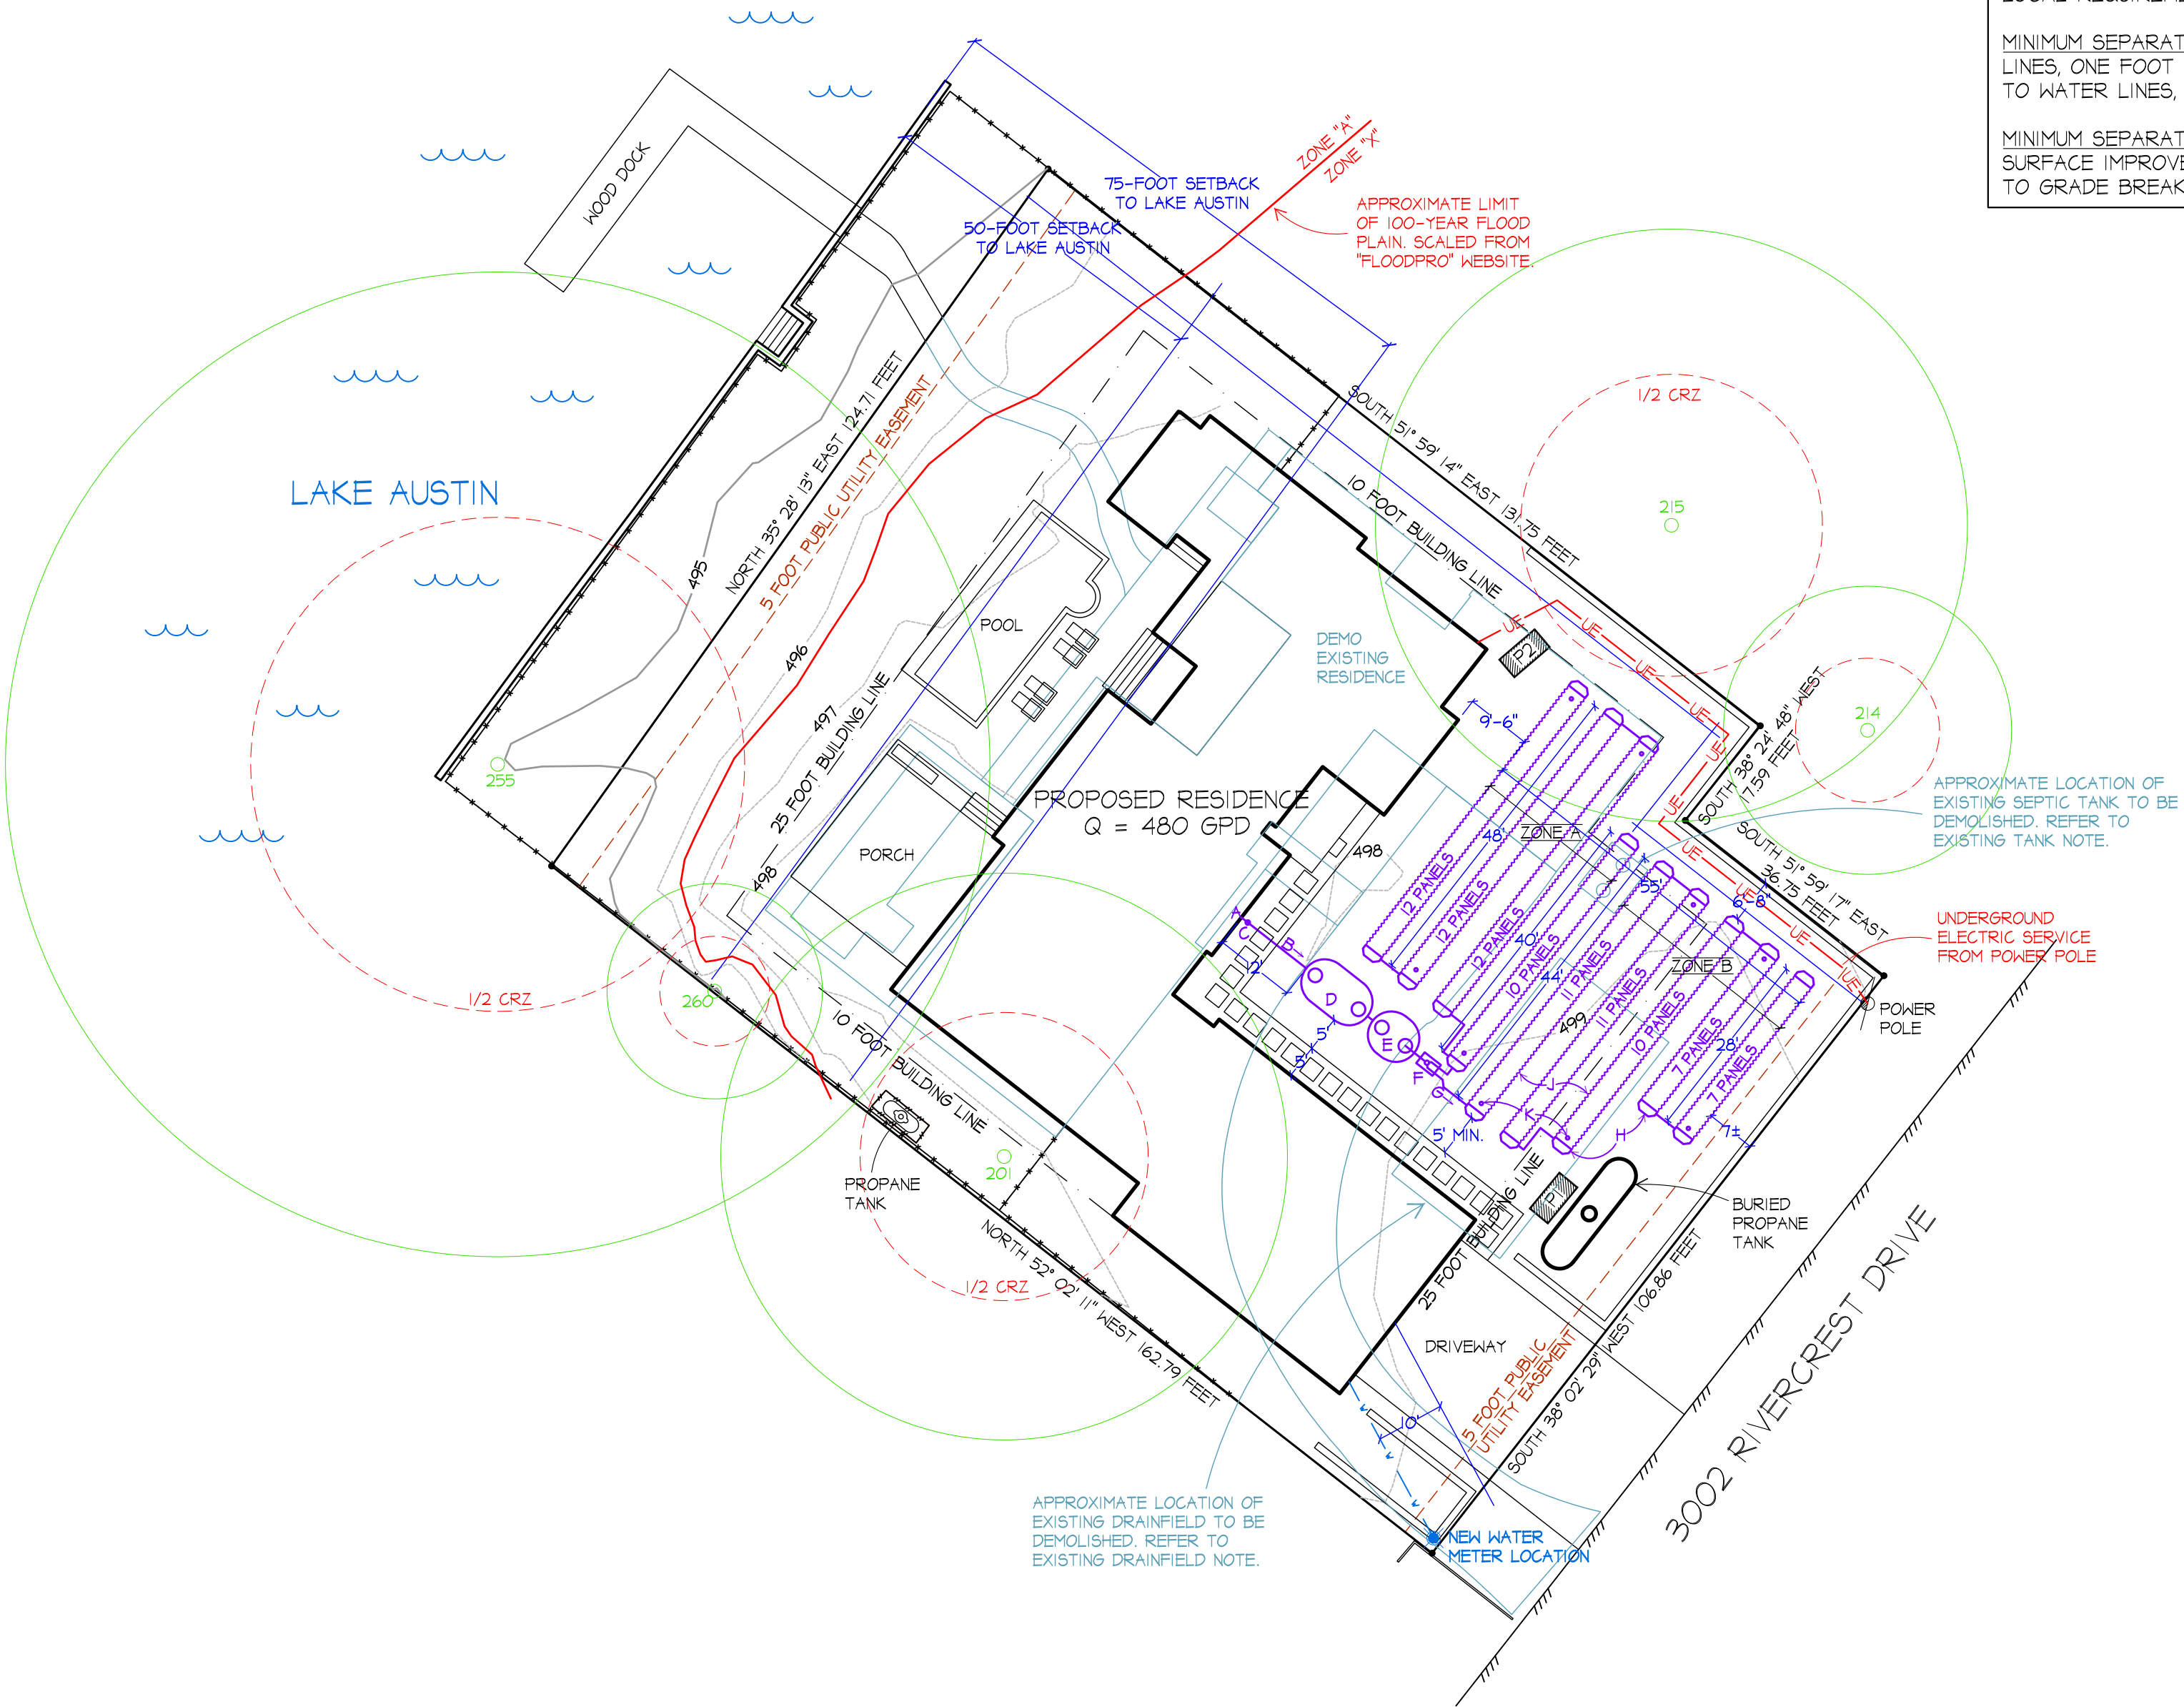 MINIMUM SEPARAT
LINES, ONE FOOT
TO WATER LINES,
MINIMUM SEPARAT
SURFACE IMPROVE
TO GRADE BREAK
WOOD DOCK
ZONE "A"
ZONE "X"
75-FOOT SETBACK
TO LAKE AUSTIN
50-FOOT SETBACK
TO LAKE AUSTIN
APPROXIMATE LIMIT
OF 100-YEAR FLOOD
PLAIN. SCALED FROM
"FLOODPRO" WEBSITE.
1/2 CRZ
215
LAKE AUSTIN
NORTH 35° 28' 13" EAST 124.71 FEET
5 FOOT PUBLIC UTILITY EASEMENT
SOUTH 51° 59' 14" EAST 131.75 FEET
10 FOOT BUILDING LINE
495
496
497
498
25 FOOT BUILDING LINE
POOL
DEMO
EXISTING
RESIDENCE
UE
UE
UE
UE
UE
UE
UE
UE
UE
P2
SOUTH 38° 24' 48" WEST
17.59 FEET
214
255
PROPOSED RESIDENCE
Q = 480 GPD
PORCH
9'-6"
48'
ZONE A
498
APPROXIMATE LOCATION OF
EXISTING SEPTIC TANK TO BE
DEMOLISHED. REFER TO
EXISTING TANK NOTE.
SOUTH 51° 59' 17" EAST
36.75 FEET
55'
6'-8"
12 PANELS
12 PANELS
12 PANELS
10 PANELS
11 PANELS
11 PANELS
10 PANELS
7 PANELS
7 PANELS
40'
44'
ZONE B
499
28'
7'±
UNDERGROUND
ELECTRIC SERVICE
FROM POWER POLE
POWER
POLE
A
C
B
12'
D
E
5'
5'
F
G
J
K
H
5' MIN.
1/2 CRZ
260
10 FOOT BUILDING LINE
201
PROPANE
TANK
1/2 CRZ
NORTH 52° 02' 11" WEST 162.79 FEET
P1
BURIED
PROPANE
TANK
25 FOOT BUILDING LINE
DRIVEWAY
10'
5 FOOT PUBLIC
UTILITY EASEMENT
SOUTH 38° 02' 29" WEST 106.86 FEET
3002 RIVERCREST DRIVE
APPROXIMATE LOCATION OF
EXISTING DRAINFIELD TO BE
DEMOLISHED. REFER TO
EXISTING DRAINFIELD NOTE.
NEW WATER
METER LOCATION